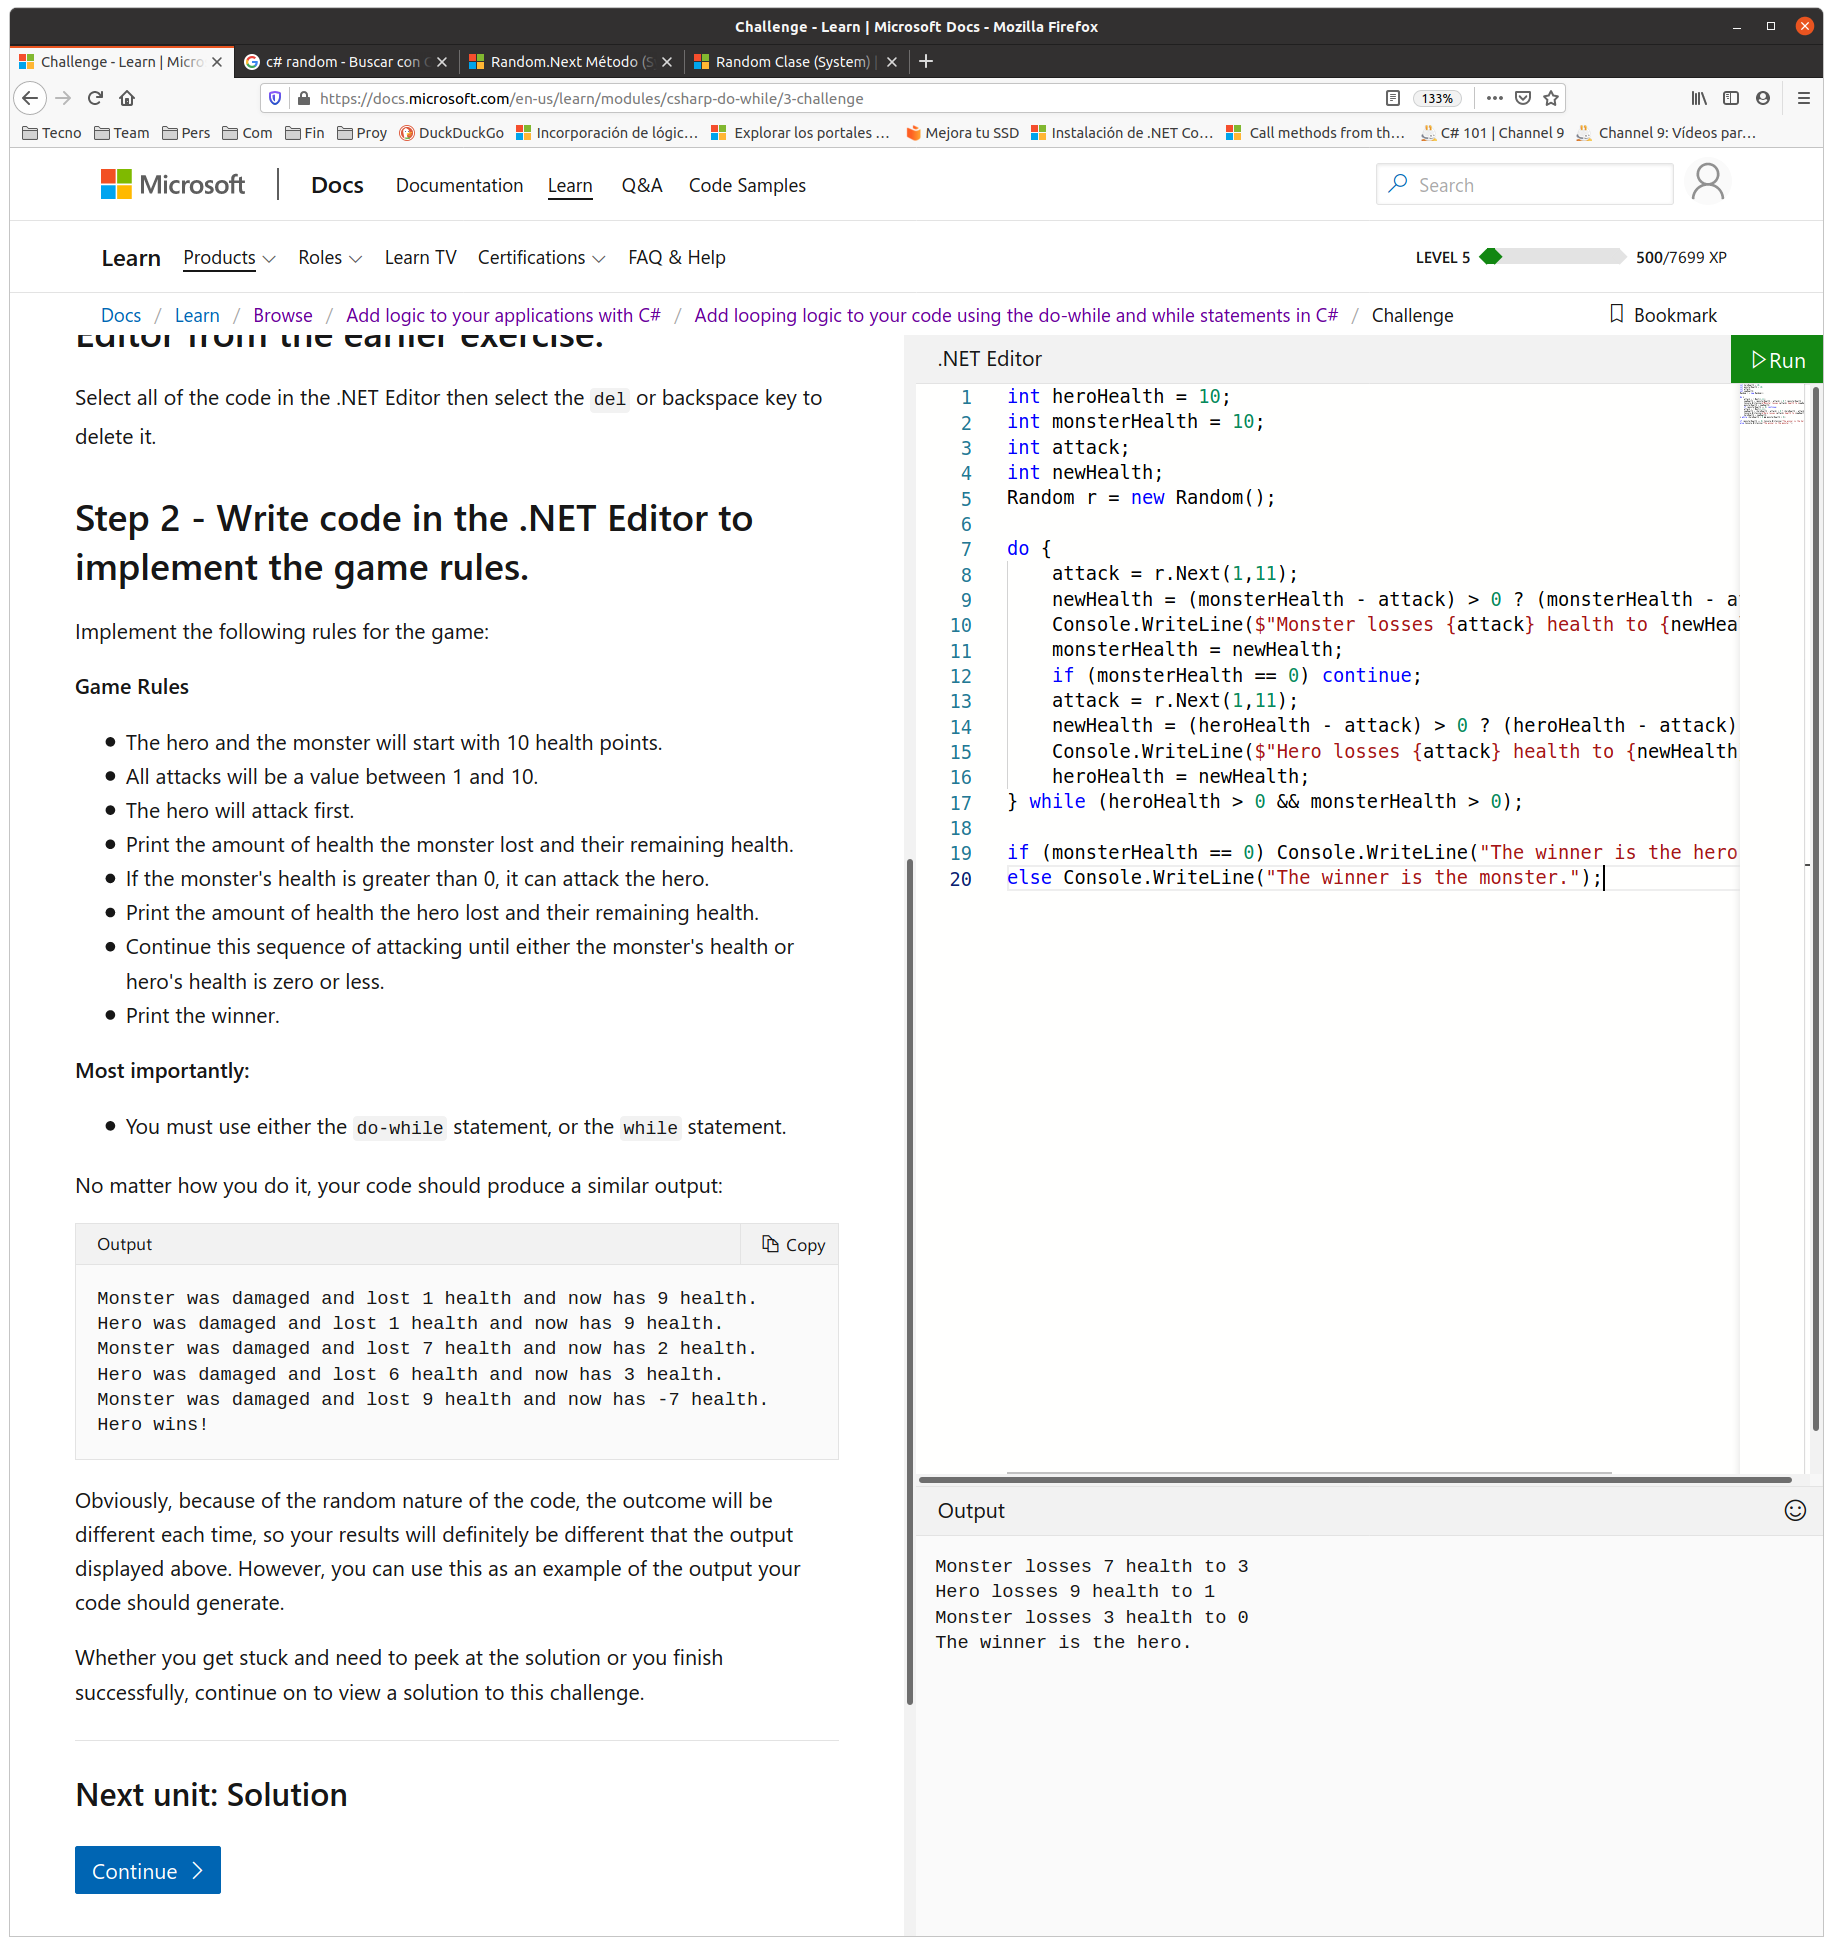 Challenge - Learn | Microsoft Docs - Mozilla Firefox
Challenge - Learn | Micro
c# random - Buscar con
Random.Next Método (S
Random Clase (System)
https://docs.microsoft.com/en-us/learn/modules/csharp-do-while/3-challenge
133%
Tecno Team Pers Com Fin Proy DuckDuckGo Incorporación de lógic... Explorar los portales ... Mejora tu SSD Instalación de .NET Co... Call methods from th... C# 101 | Channel 9 Channel 9: Vídeos par...
Microsoft Docs Documentation Learn Q&A Code Samples
Search
Learn Products Roles Learn TV Certifications FAQ & Help
LEVEL 5 500/7699 XP
Docs / Learn / Browse / Add logic to your applications with C# / Add looping logic to your code using the do-while and while statements in C# / Challenge
Bookmark
Editor from the earlier exercise.
Select all of the code in the .NET Editor then select the del or backspace key to
delete it.
Step 2 - Write code in the .NET Editor to
implement the game rules.
Implement the following rules for the game:
Game Rules
● The hero and the monster will start with 10 health points.
● All attacks will be a value between 1 and 10.
● The hero will attack first.
● Print the amount of health the monster lost and their remaining health.
● If the monster's health is greater than 0, it can attack the hero.
● Print the amount of health the hero lost and their remaining health.
● Continue this sequence of attacking until either the monster's health or
hero's health is zero or less.
● Print the winner.
Most importantly:
● You must use either the do-while statement, or the while statement.
No matter how you do it, your code should produce a similar output:
Output
Copy
Monster was damaged and lost 1 health and now has 9 health.
Hero was damaged and lost 1 health and now has 9 health.
Monster was damaged and lost 7 health and now has 2 health.
Hero was damaged and lost 6 health and now has 3 health.
Monster was damaged and lost 9 health and now has -7 health.
Hero wins!
Obviously, because of the random nature of the code, the outcome will be
different each time, so your results will definitely be different that the output
displayed above. However, you can use this as an example of the output your
code should generate.
Whether you get stuck and need to peek at the solution or you finish
successfully, continue on to view a solution to this challenge.
Next unit: Solution
Continue
.NET Editor
Run
1 int heroHealth = 10;
2 int monsterHealth = 10;
3 int attack;
4 int newHealth;
5 Random r = new Random();
6
7 do {
8 attack = r.Next(1,11);
9 newHealth = (monsterHealth - attack) > 0 ? (monsterHealth - a
10 Console.WriteLine($"Monster losses {attack} health to {newHea
11 monsterHealth = newHealth;
12 if (monsterHealth == 0) continue;
13 attack = r.Next(1,11);
14 newHealth = (heroHealth - attack) > 0 ? (heroHealth - attack)
15 Console.WriteLine($"Hero losses {attack} health to {newHealth
16 heroHealth = newHealth;
17 } while (heroHealth > 0 && monsterHealth > 0);
18
19 if (monsterHealth == 0) Console.WriteLine("The winner is the hero
20 else Console.WriteLine("The winner is the monster.");
Output
Monster losses 7 health to 3
Hero losses 9 health to 1
Monster losses 3 health to 0
The winner is the hero.